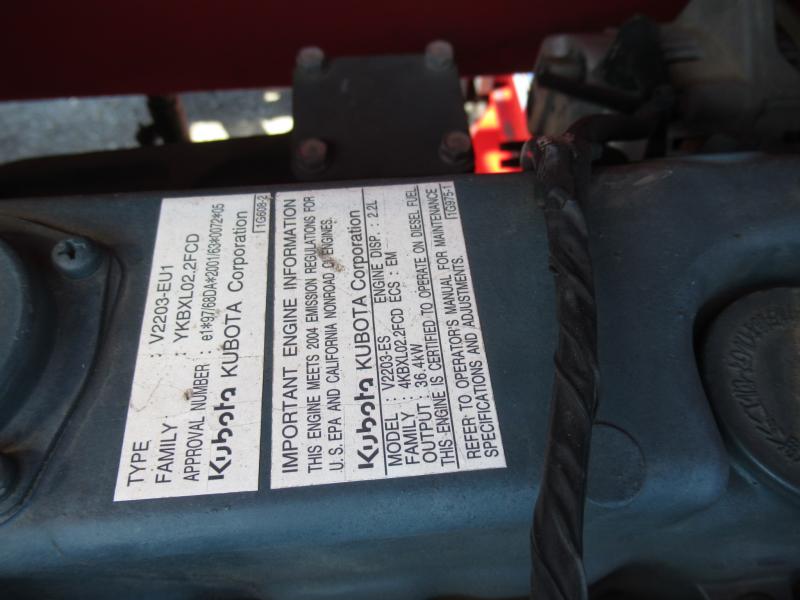 TYPE : V2203-EU1
FAMILY: YKBXL02.2FCD
APPROVAL NUMBER : e1*97/68DA*2001/63*0072*05
Kubota KUBOTA Corporation
1G608-2
IMPORTANT ENGINE INFORMATION
THIS ENGINE MEETS 2004 EMISSION REGULATIONS FOR
U.S. EPA AND CALIFORNIA NONROAD CI ENGINES.
Kubota KUBOTA Corporation
MODEL : V2203-ES ENGINE DISP. : 2.2L
FAMILY : 4KBXL02.2FCD ECS : EM
OUTPUT : 36.4kW
THIS ENGINE IS CERTIFIED TO OPERATE ON DIESEL FUEL
REFER TO OPERATOR'S MANUAL FOR MAINTENANCE
SPECIFICATIONS AND ADJUSTMENTS.
1G975-1